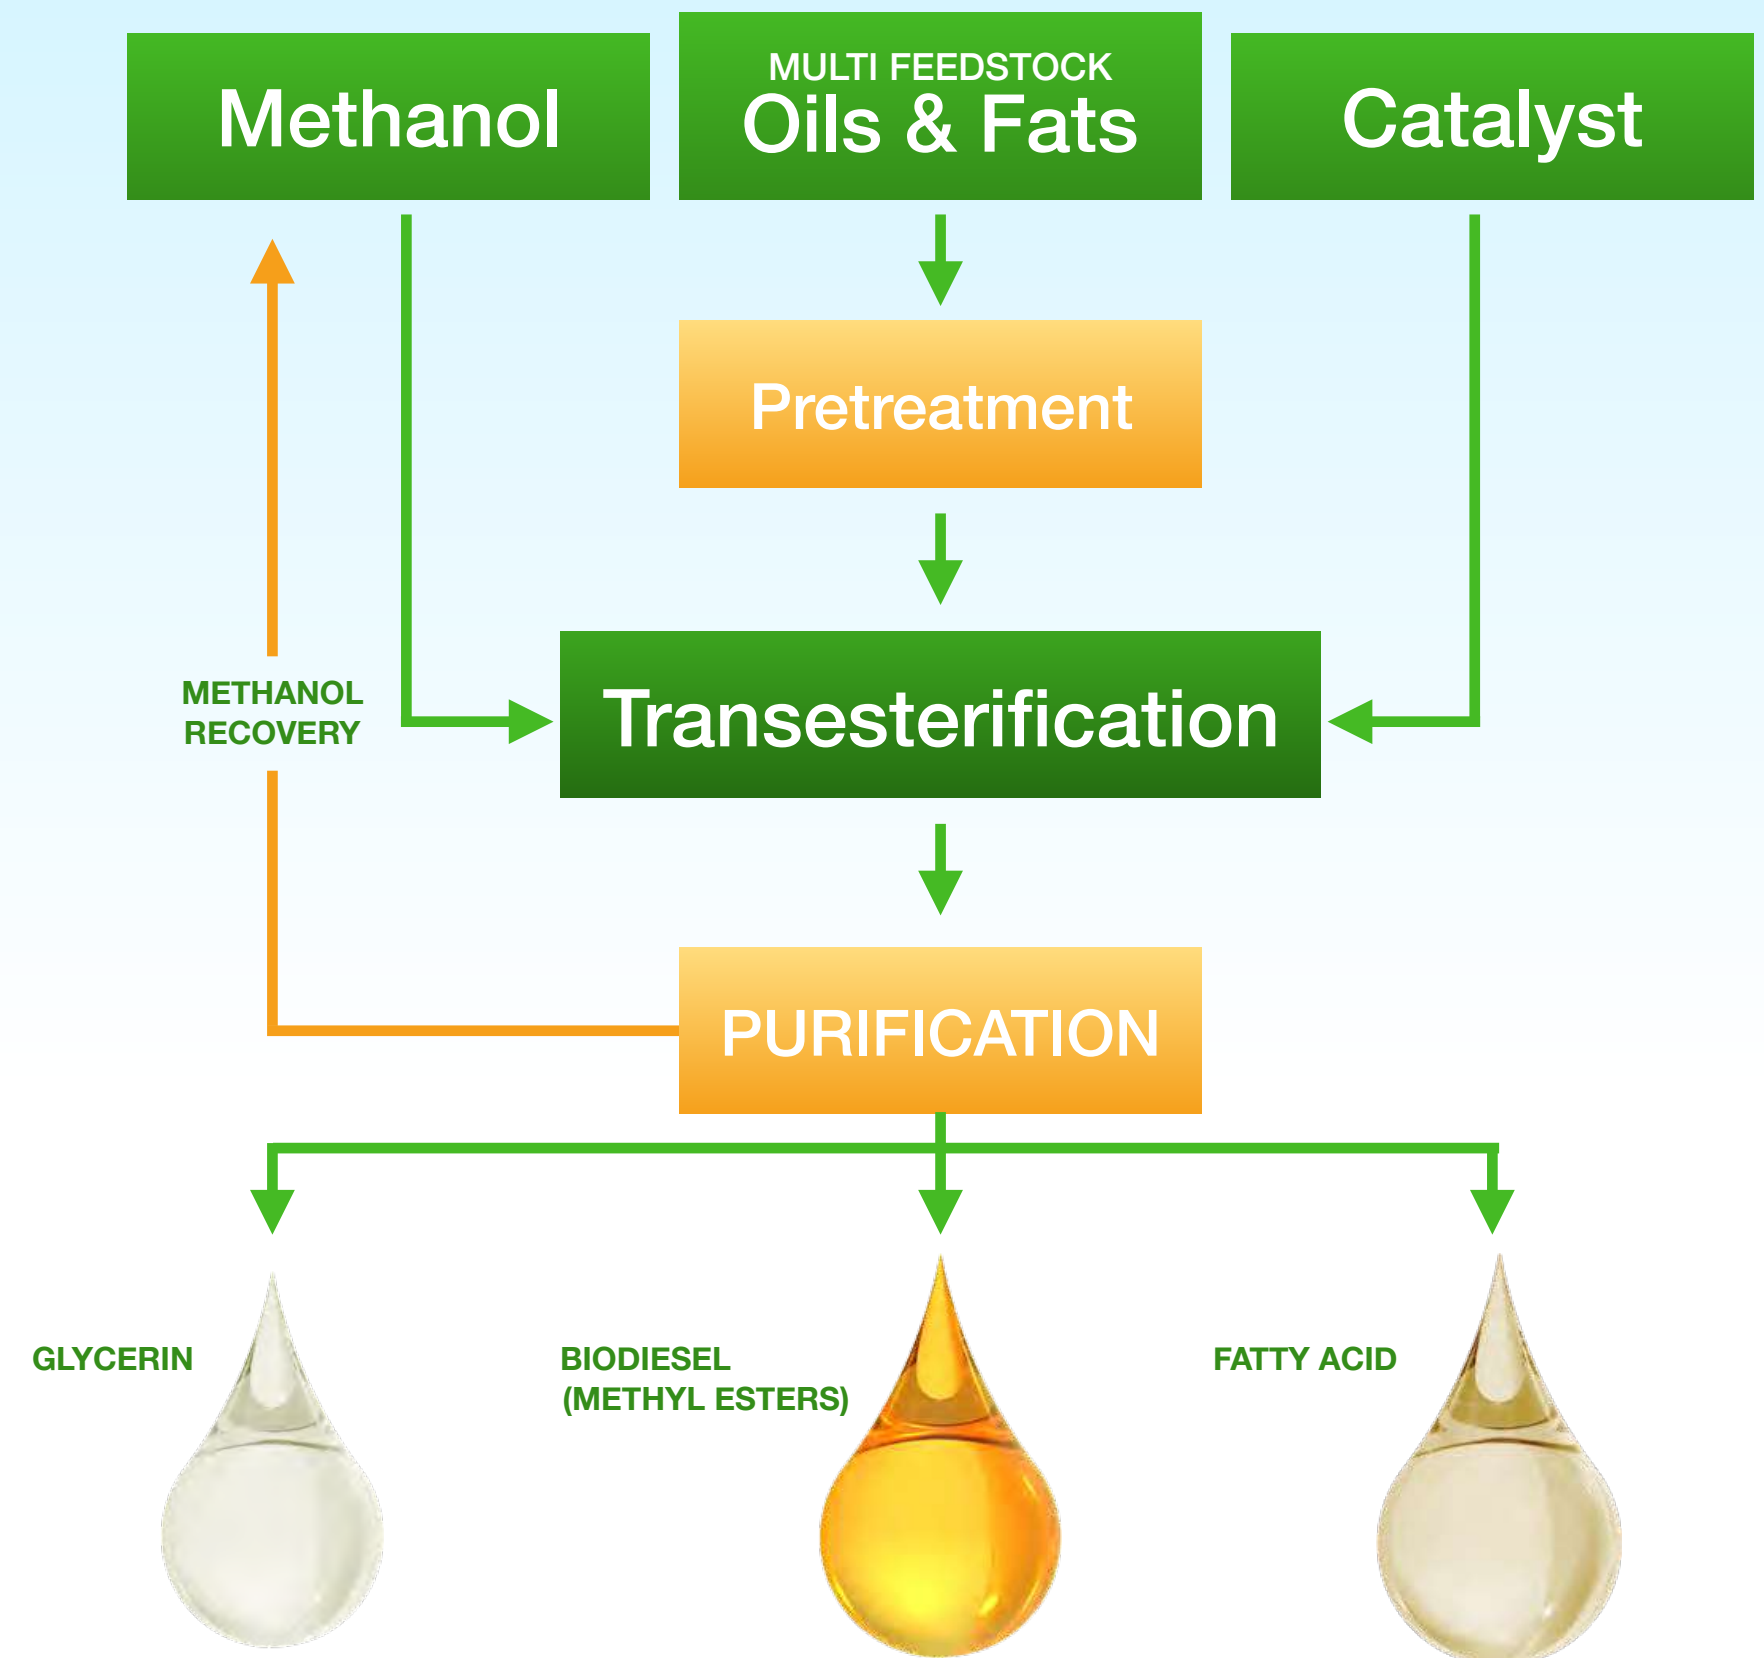 Methanol
MULTI FEEDSTOCK
Oils & Fats
Catalyst
Pretreatment
METHANOL
RECOVERY
Transesterification
PURIFICATION
GLYCERIN
BIODIESEL
(METHYL ESTERS)
FATTY ACID